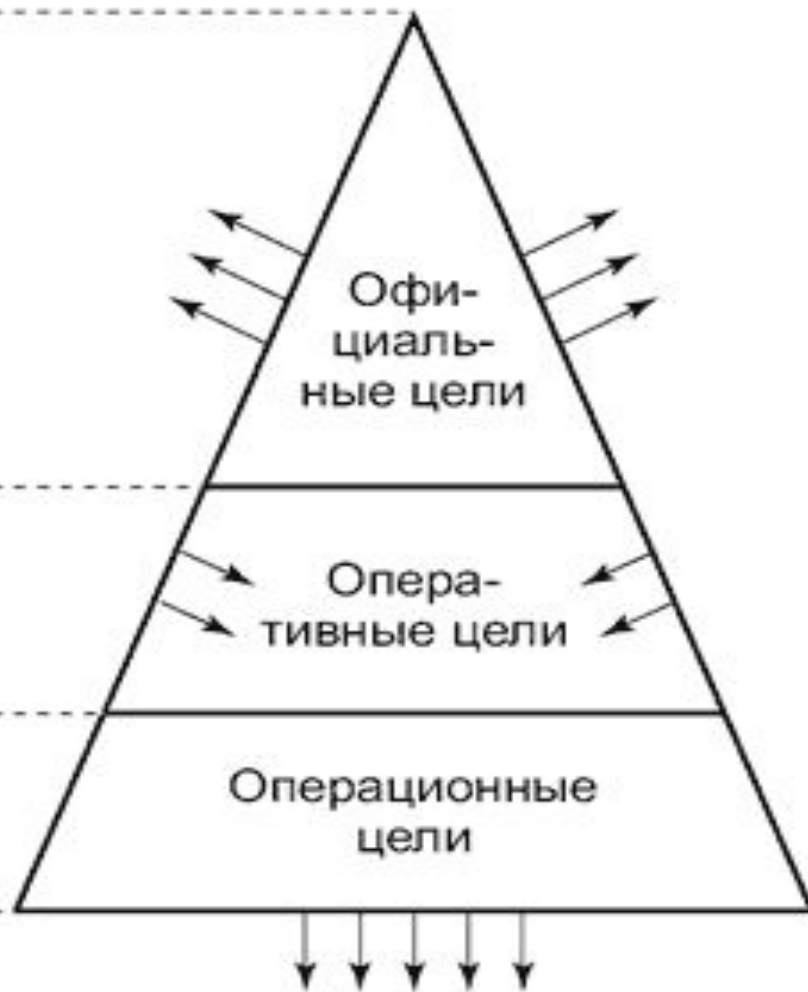 Офи-
циаль-
ные цели
Опера-
тивные цели
Операционные
цели